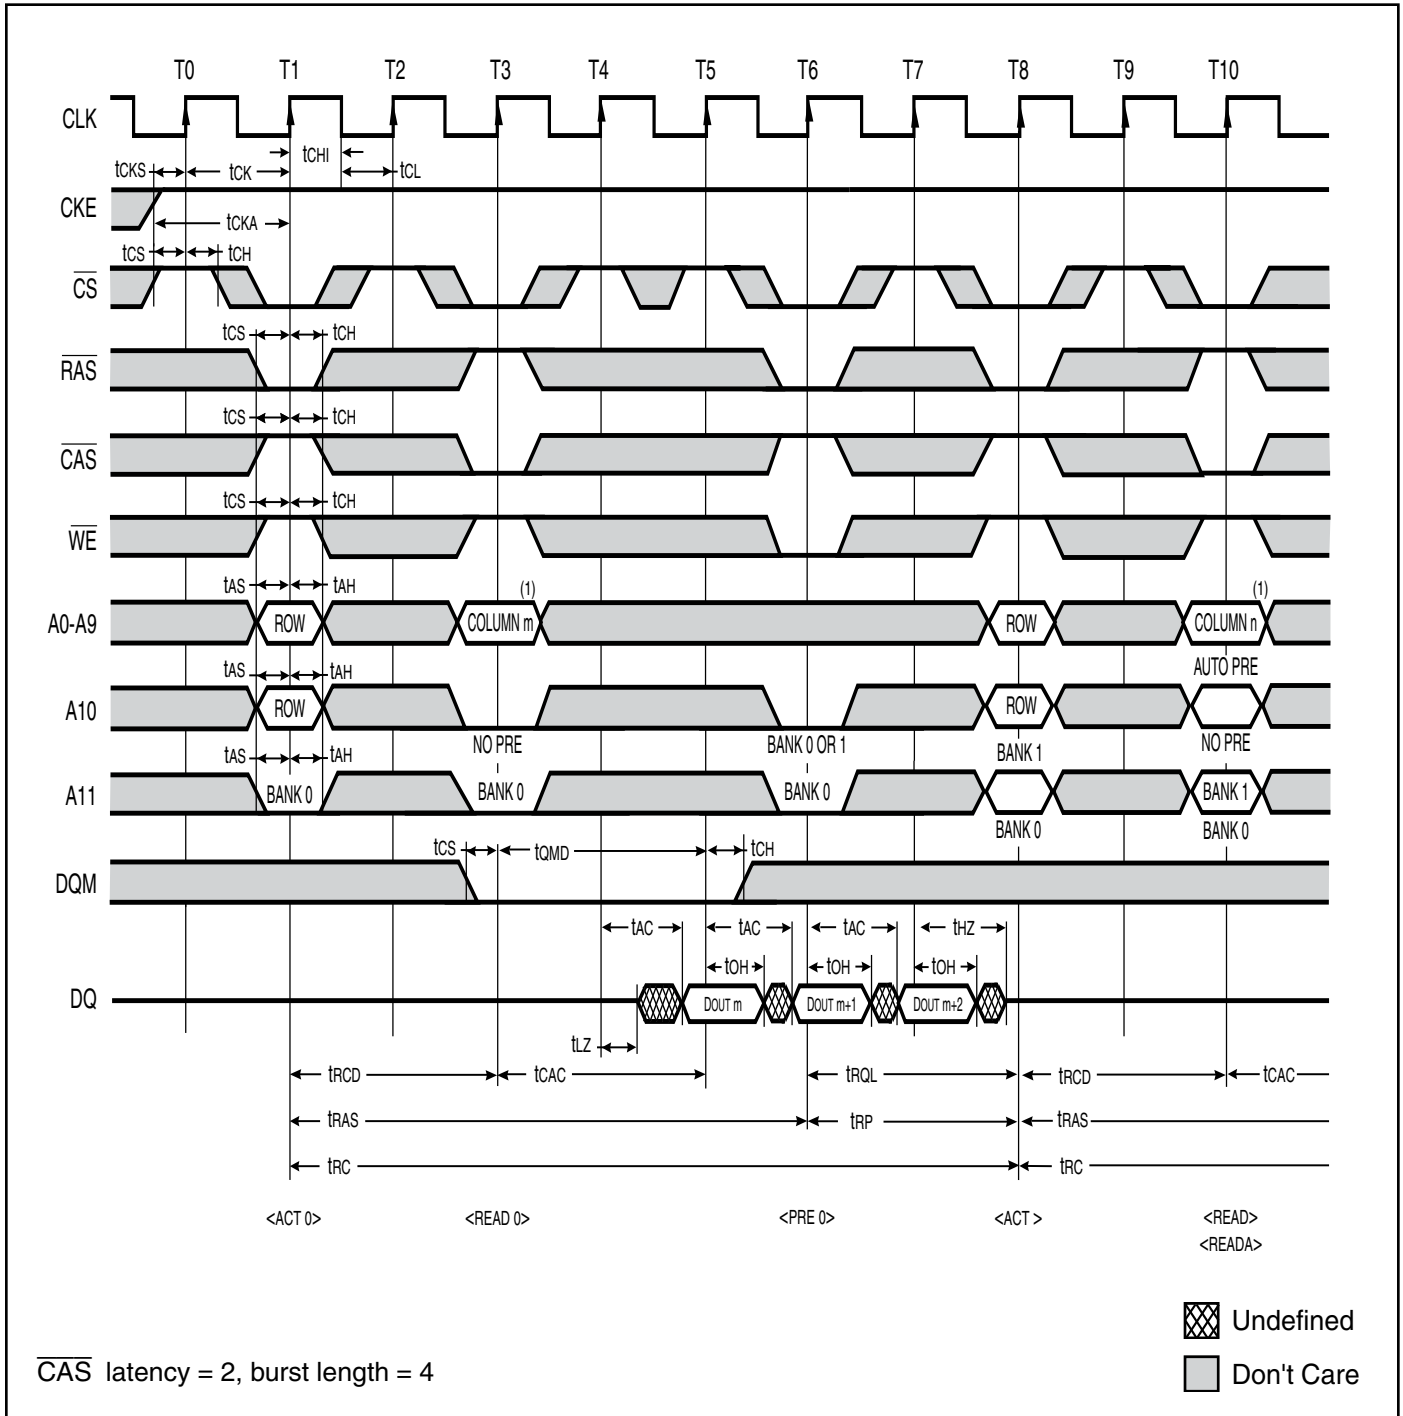 T0 T1 T2 T3 T4 T5 T6 T7 T8 T9 T10
CLK
tCHI
tCKS tCK tCL
CKE
tCKA
tCS tCH
CS
tCS tCH
RAS
tCS tCH
CAS
tCS tCH
WE
tAS tAH (1) (1)
A0-A9 ROW COLUMN m ROW COLUMN n
tAS tAH AUTO PRE
A10 ROW ROW
NO PRE BANK 0 OR 1 BANK 1 NO PRE
tAS tAH
A11 BANK 0 BANK 0 BANK 0 BANK 1
BANK 0 BANK 0
tCS tQMD tCH
DQM
tAC tAC tAC tHZ
tOH tOH tOH
DQ DOUT m DOUT m+1 DOUT m+2
tLZ
tRCD tCAC tRQL tRCD tCAC
tRAS tRP tRAS
tRC tRC
<ACT 0> <READ 0> <PRE 0> <ACT > <READ>
<READA>
Undefined
CAS latency = 2, burst length = 4 Don't Care